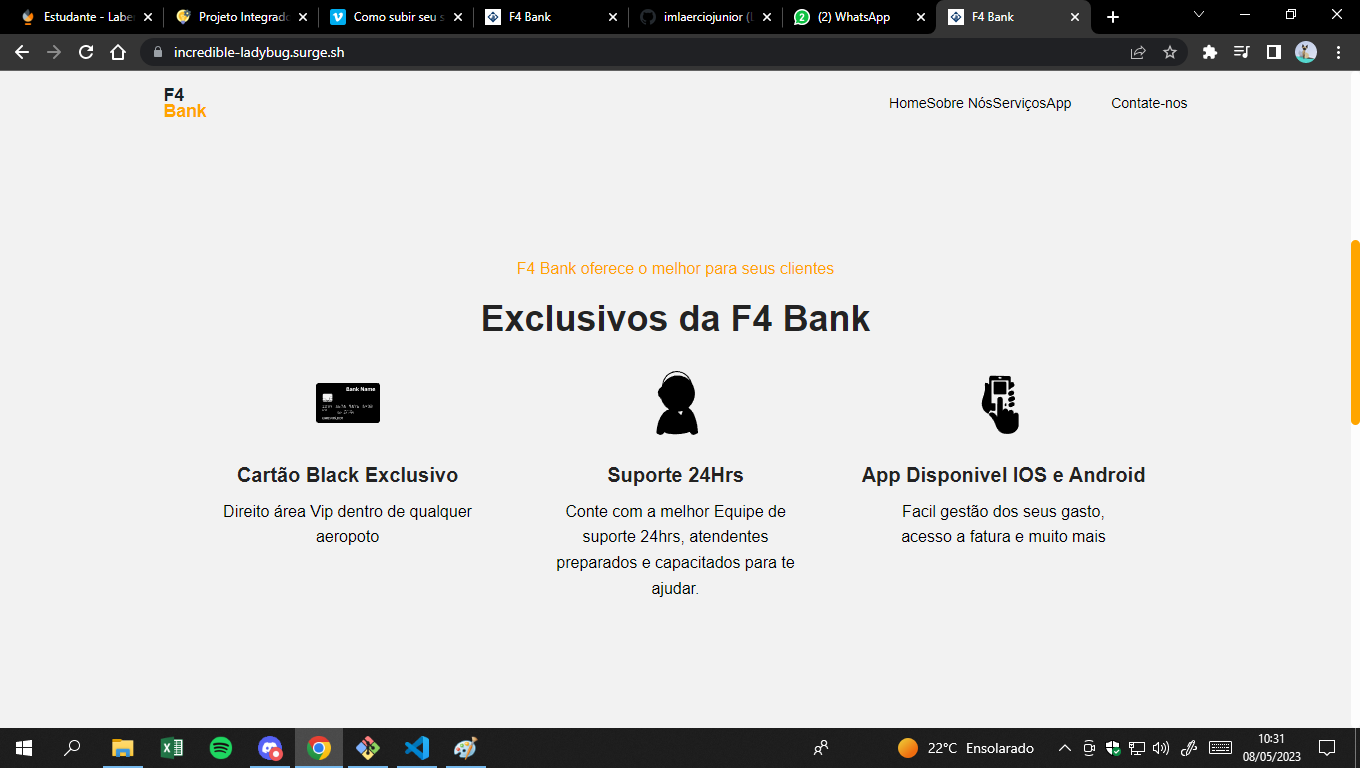 Estudante - Labe
Projeto Integrado
Como subir seu s
F4 Bank
imlaerciojunior (L
(2) WhatsApp
F4 Bank
incredible-ladybug.surge.sh
F4
Bank
HomeSobre NósServiçosApp
Contate-nos
F4 Bank oferece o melhor para seus clientes
Exclusivos da F4 Bank
Bank Name
Cartão Black Exclusivo
Suporte 24Hrs
App Disponivel IOS e Android
Direito área Vip dentro de qualquer
aeropoto
Conte com a melhor Equipe de
suporte 24hrs, atendentes
preparados e capacitados para te
ajudar.
Facil gestão dos seus gasto,
acesso a fatura e muito mais
22°C Ensolarado
10:31
08/05/2023